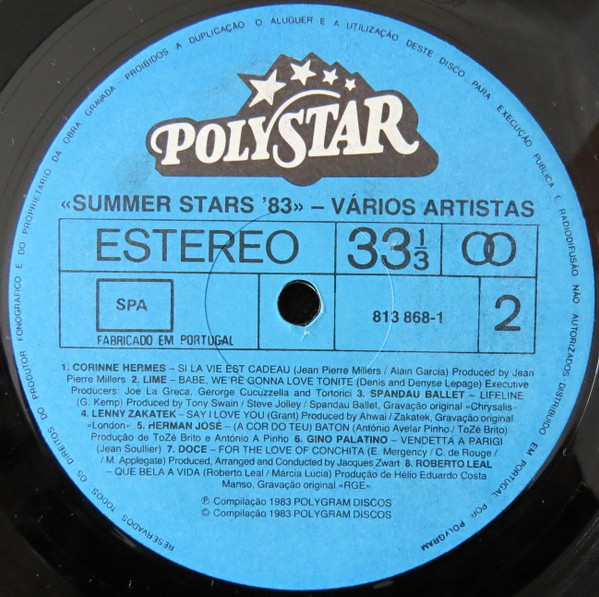 RESERVADOS TODOS OS DIREITOS DO PRODUTOR FONOGRÁFICO E DO PROPRIETÁRIO DA OBRA GRAVADA - PROIBIDOS A DUPLICAÇÃO O ALUGUER E A UTILIZAÇÃO DESTE DISCO PARA EXECUÇÃO PÚBLICA E RADIODIFUSÃO NÃO AUTORIZADOS DISTRIBUIDO EM PORTUGAL POR POLYGRAM
POLYSTAR
«SUMMER STARS '83» – VÁRIOS ARTISTAS
ESTEREO 33 1/3
SPA 813 868-1 2
FABRICADO EM PORTUGAL
1. CORINNE HERMES – SI LA VIE EST CADEAU (Jean Pierre Millers / Alain Garcia) Produced by Jean
Pierre Millers 2. LIME – BABE, WE'RE GONNA LOVE TONITE (Denis and Denyse Lepage) Executive
Producers: Joe La Greca, George Cucuzzella and Tortorici 3. SPANDAU BALLET – LIFELINE
(G. Kemp) Produced by Tony Swain / Steve Jolley / Spandau Ballet, Gravação original «Chrysalis»
4. LENNY ZAKATEK – SAY I LOVE YOU (Grant) Produced by Ahwai / Zakatek, Gravação original
«London» 5. HERMAN JOSÉ – (A COR DO TEU) BATON (António Avelar Pinho / TóZé Brito)
Produção de TóZé Brito e António A Pinho 6. GINO PALATINO – VENDETTA A PARIGI
(Jean Soullier) 7. DOCE – FOR THE LOVE OF CONCHITA (E. Mergency / C. de Rouge /
/ M. Applegate) Produced, Arranged and Conducted by Jacques Zwart 8. ROBERTO LEAL
– QUE BELA A VIDA (Roberto Leal / Márcia Lúcia) Produção de Hélio Eduardo Costa
Manso, Gravação original «RGE»
℗ Compilação 1983 POLYGRAM DISCOS
© Compilação 1983 POLYGRAM DISCOS